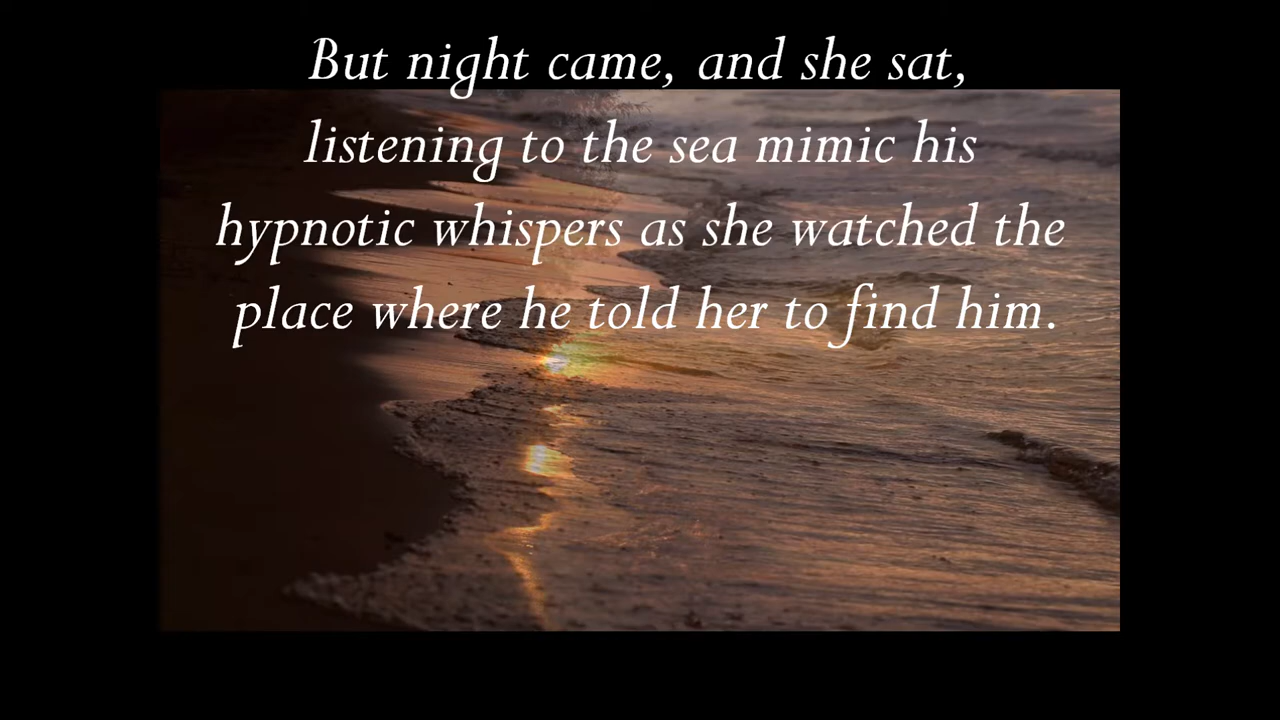 But night came, and she sat,
listening to the sea mimic his
hypnotic whispers as she watched the
place where he told her to find him.